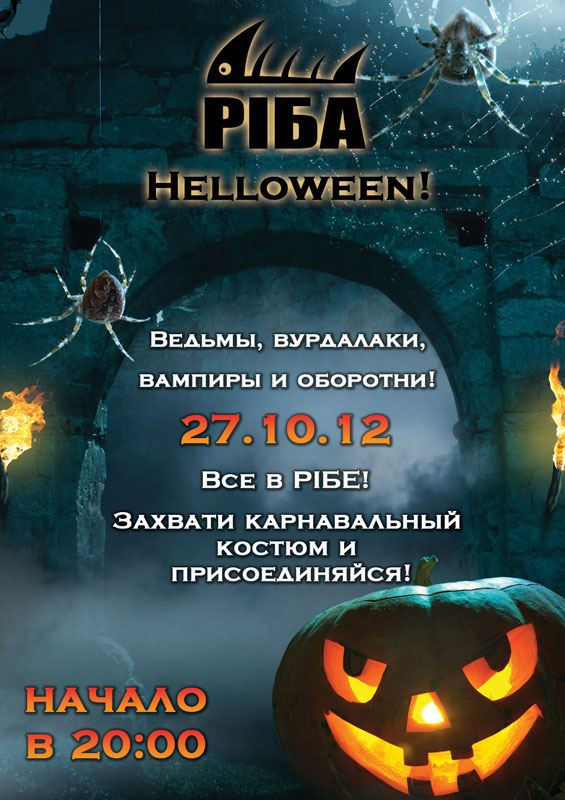 РІБА
HELLOWEEN!
ВЕДЬМЫ, ВУРДАЛАКИ,
ВАМПИРЫ И ОБОРОТНИ!
27.10.12
ВСЕ В РІБЕ!
ЗАХВАТИ КАРНАВАЛЬНЫЙ
КОСТЮМ И
ПРИСОЕДИНЯЙСЯ!
НАЧАЛО
В 20:00